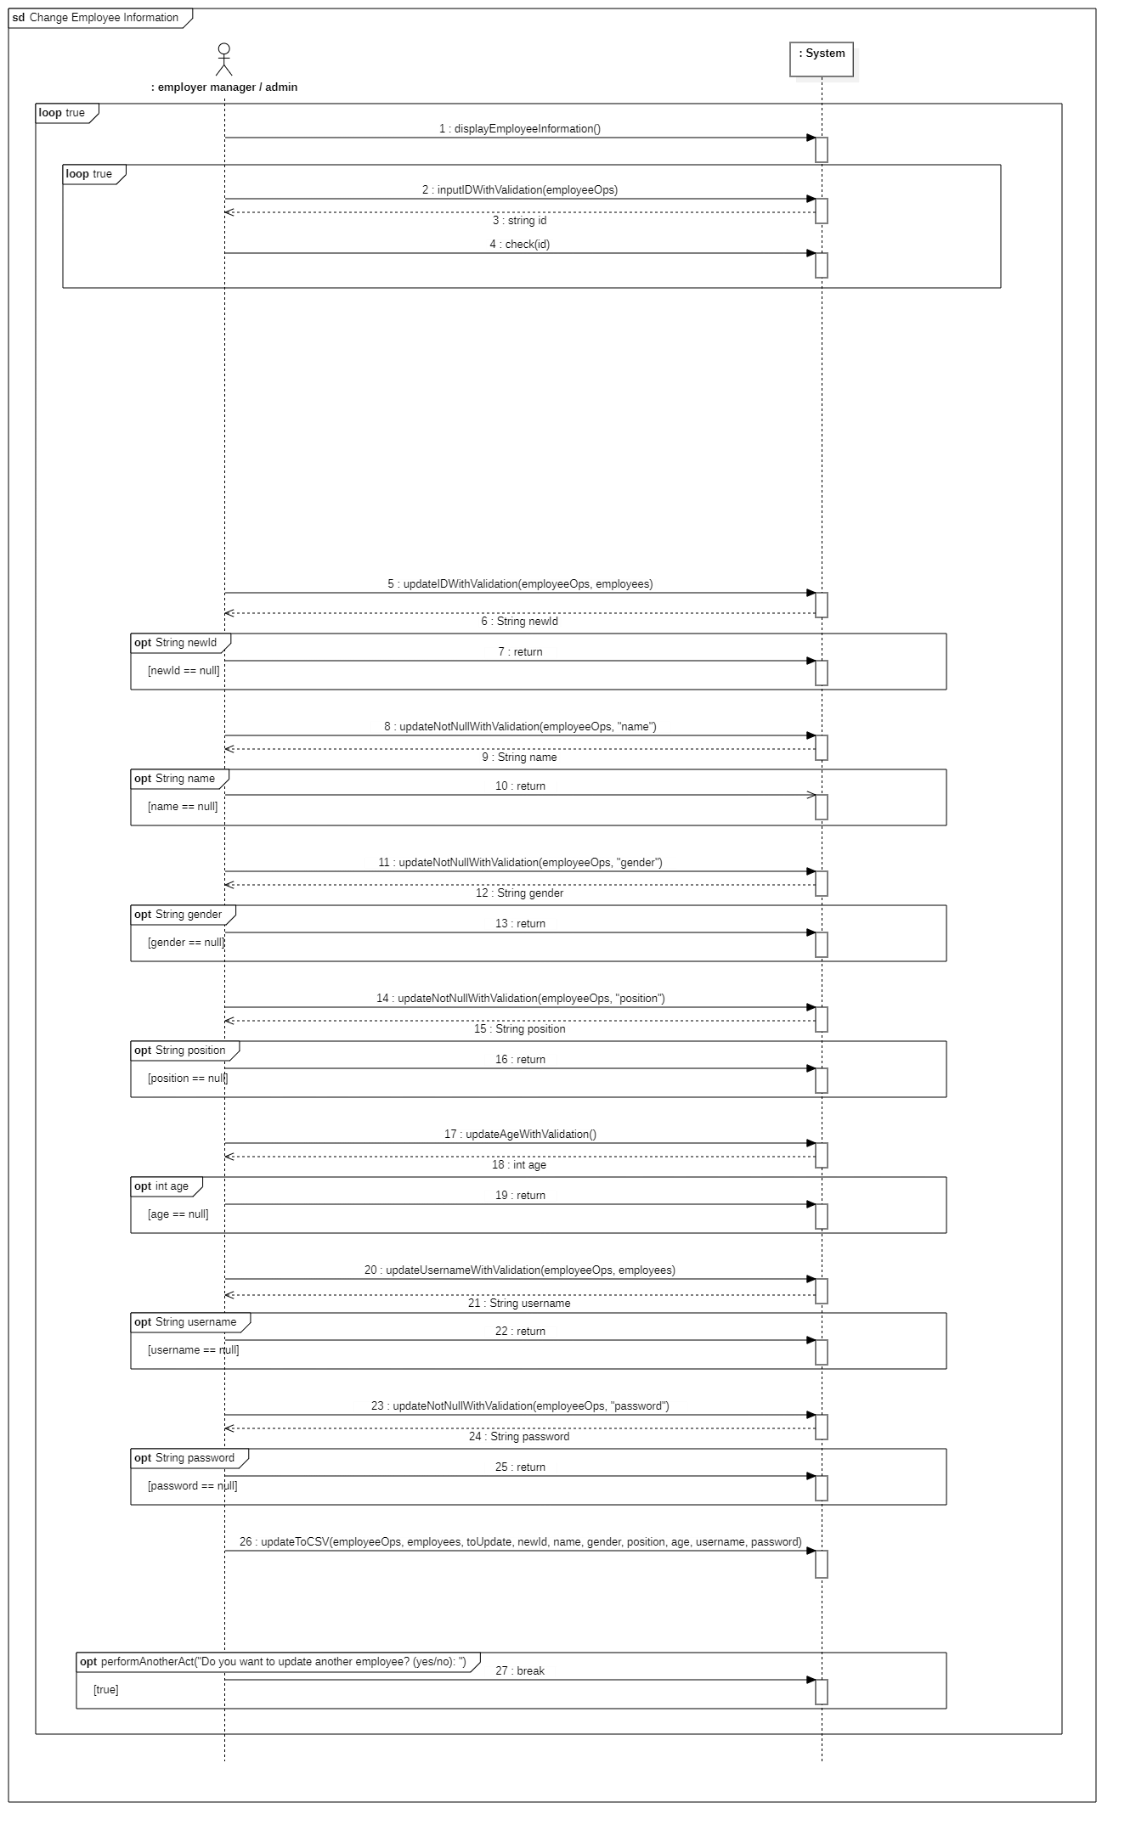 sd Change Employee Information
: System
: employer manager / admin
loop true
1 : displayEmployeeInformation()
loop true
2 : inputIDWithValidation(employeeOps)
3 : string id
4 : check(id)
5 : updateIDWithValidation(employeeOps, employees)
6 : String newId
opt String newId
7 : return
[newId == null]
8 : updateNotNullWithValidation(employeeOps, "name")
9 : String name
opt String name
10 : return
[name == null]
11 : updateNotNullWithValidation(employeeOps, "gender")
12 : String gender
opt String gender
13 : return
[gender == null]
14 : updateNotNullWithValidation(employeeOps, "position")
15 : String position
opt String position
16 : return
[position == null]
17 : updateAgeWithValidation()
18 : int age
opt int age
19 : return
[age == null]
20 : updateUsernameWithValidation(employeeOps, employees)
21 : String username
opt String username
22 : return
[username == null]
23 : updateNotNullWithValidation(employeeOps, "password")
24 : String password
opt String password
25 : return
[password == null]
26 : updateToCSV(employeeOps, employees, toUpdate, newId, name, gender, position, age, username, password)
opt performAnotherAct("Do you want to update another employee? (yes/no): ")
27 : break
[true]